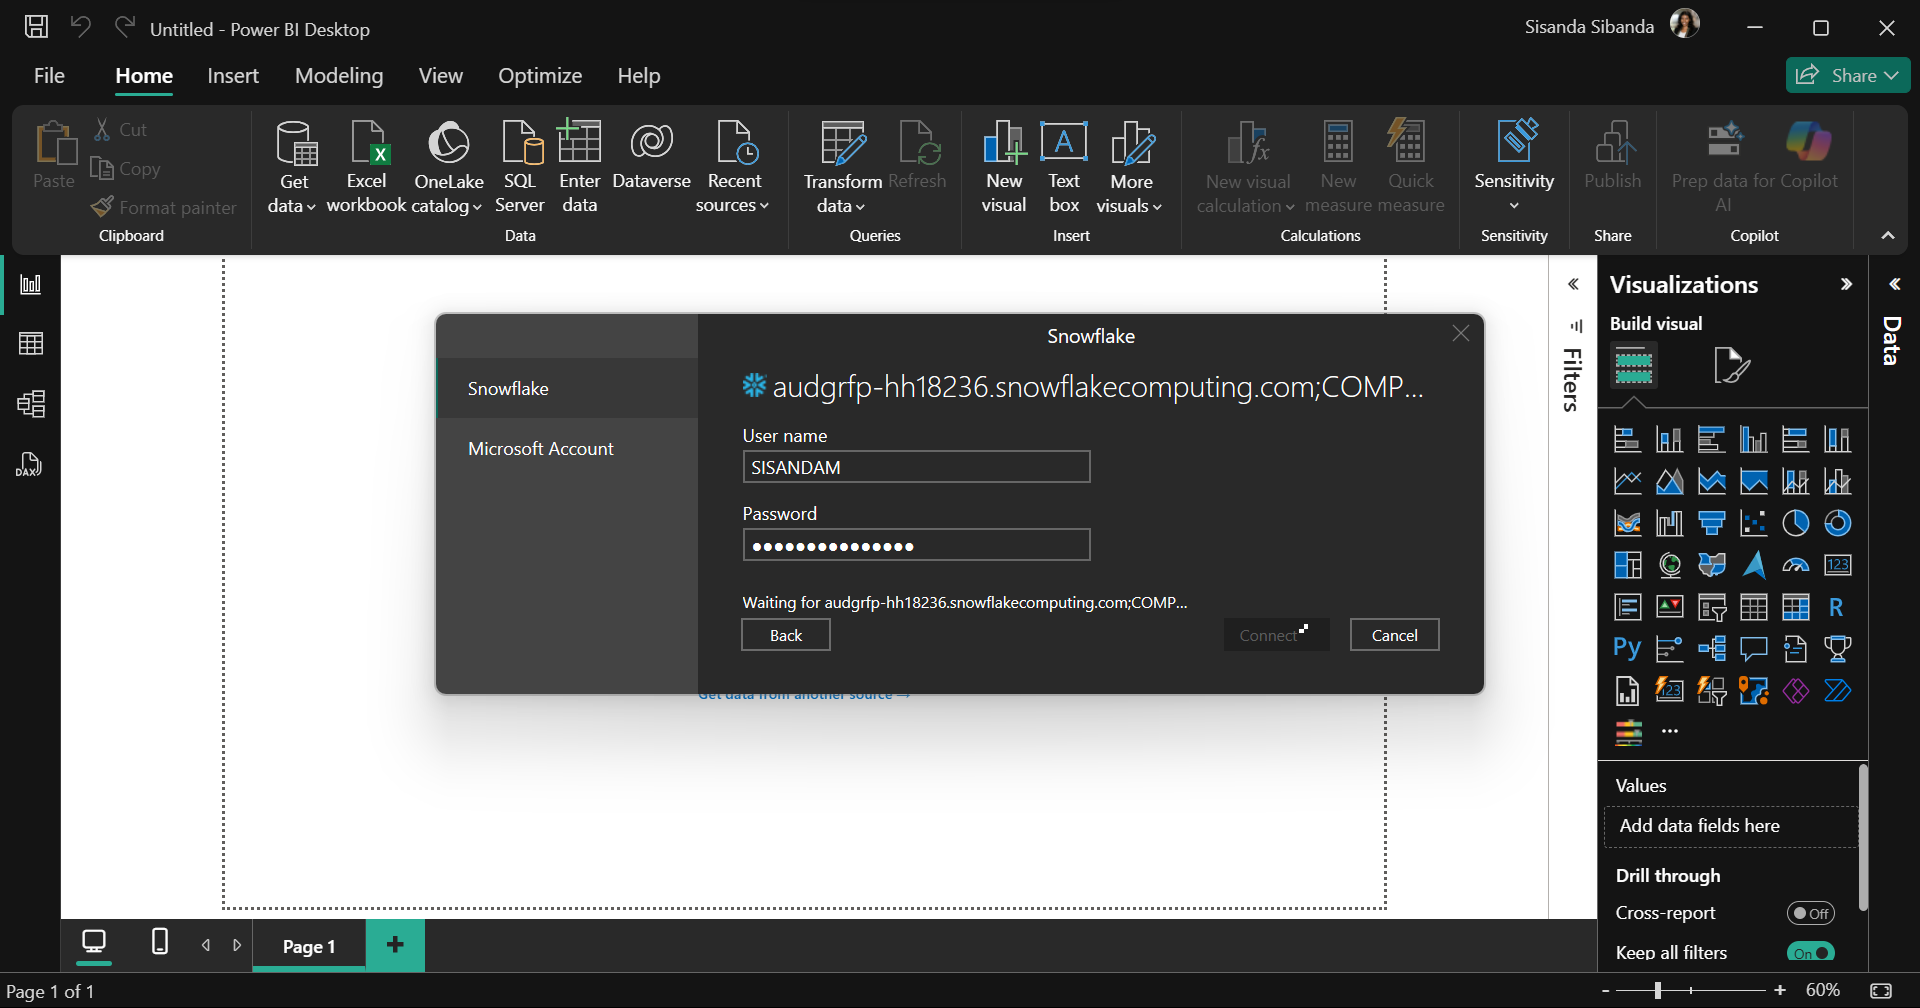 Untitled - Power BI Desktop
Sisanda Sibanda
File
Home
Insert
Modeling
View
Optimize
Help
Share
Paste
Cut
Copy
Format painter
Clipboard
Get data
Excel workbook
OneLake catalog
SQL Server
Enter data
Dataverse
Recent sources
Data
Transform data
Refresh
Queries
New visual
Text box
More visuals
Insert
New visual calculation
New measure
Quick measure
Calculations
Sensitivity
Sensitivity
Publish
Share
Prep data for AI
Copilot
Copilot
Snowflake
Snowflake
Microsoft Account
audgrfp-hh18236.snowflakecomputing.com;COMP...
User name
SISANDAM
Password
Waiting for audgrfp-hh18236.snowflakecomputing.com;COMP...
Back
Connect
Cancel
Get data from another source →
Filters
Visualizations
Build visual
Data
DAX
123
R
Py
123
Values
Add data fields here
Drill through
Cross-report
Off
Keep all filters
On
Page 1
Page 1 of 1
60%